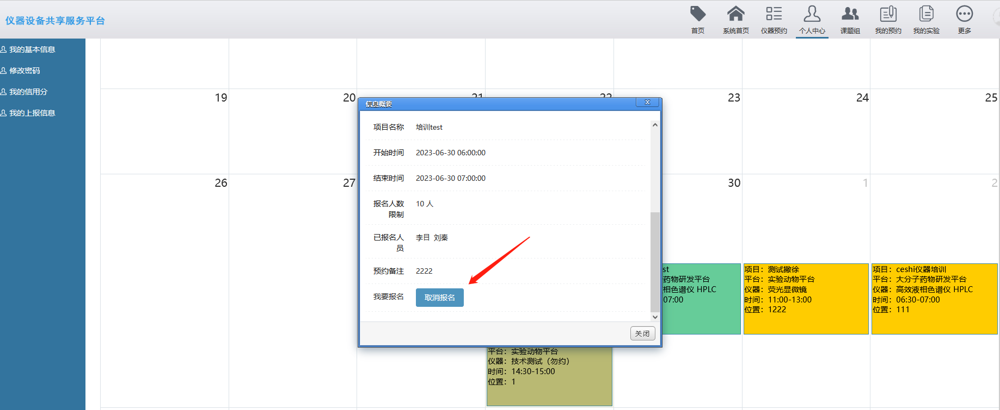 仪器设备共享服务平台
首页
系统首页
仪器预约
个人中心
课题组
我的预约
我的实验
更多
我的基本信息
修改密码
我的信用分
我的上报信息
19
20
21
22
23
24
25
信息概要
项目名称 培训test
开始时间 2023-06-30 06:00:00
结束时间 2023-06-30 07:00:00
报名人数
限制
10 人
已报名人
员
李目 刘秦
预约备注 2222
我要报名 取消报名
关闭
26
27
30
1
2
st
药物研发平台
相色谱仪 HPLC
07:00
项目：测试撤徐
平台：实验动物平台
仪器：荧光显微镜
时间：11:00-13:00
位置：1222
项目：ceshi仪器培训
平台：大分子药物研发平台
仪器：高效液相色谱仪 HPLC
时间：06:30-07:00
位置：111
平台：实验动物平台
仪器：技术测试（勿约）
时间：14:30-15:00
位置：1